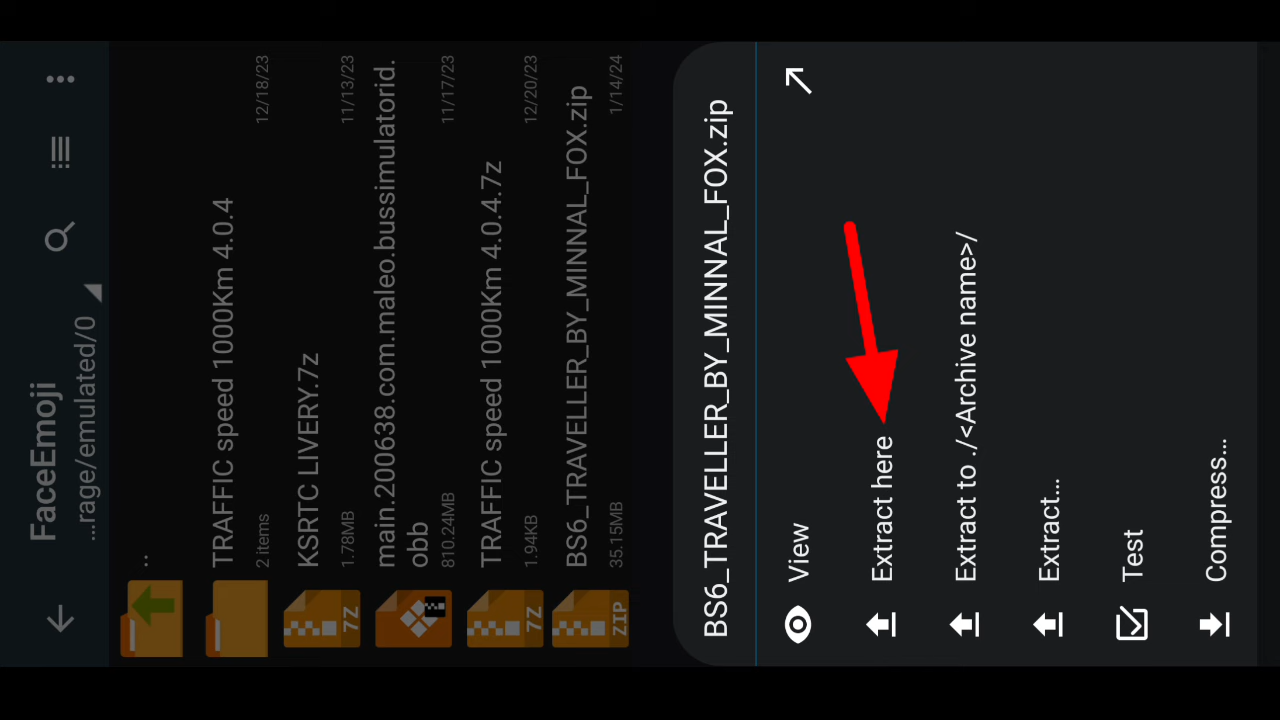 FaceEmoji
...rage/emulated/0
..
TRAFFIC speed 1000Km 4.0.4
2 items
12/18/23
KSRTC LIVERY.7z
1.78MB
11/13/23
7Z
main.200638.com.maleo.bussimulatorid.
obb
810.24MB
11/17/23
TRAFFIC speed 1000Km 4.0.4.7z
1.94KB
12/20/23
7Z
BS6_TRAVELLER_BY_MINNAL_FOX.zip
35.15MB
1/14/24
ZIP
BS6_TRAVELLER_BY_MINNAL_FOX.zip
View
Extract here
Extract to ./<Archive name>/
Extract...
Test
Compress...